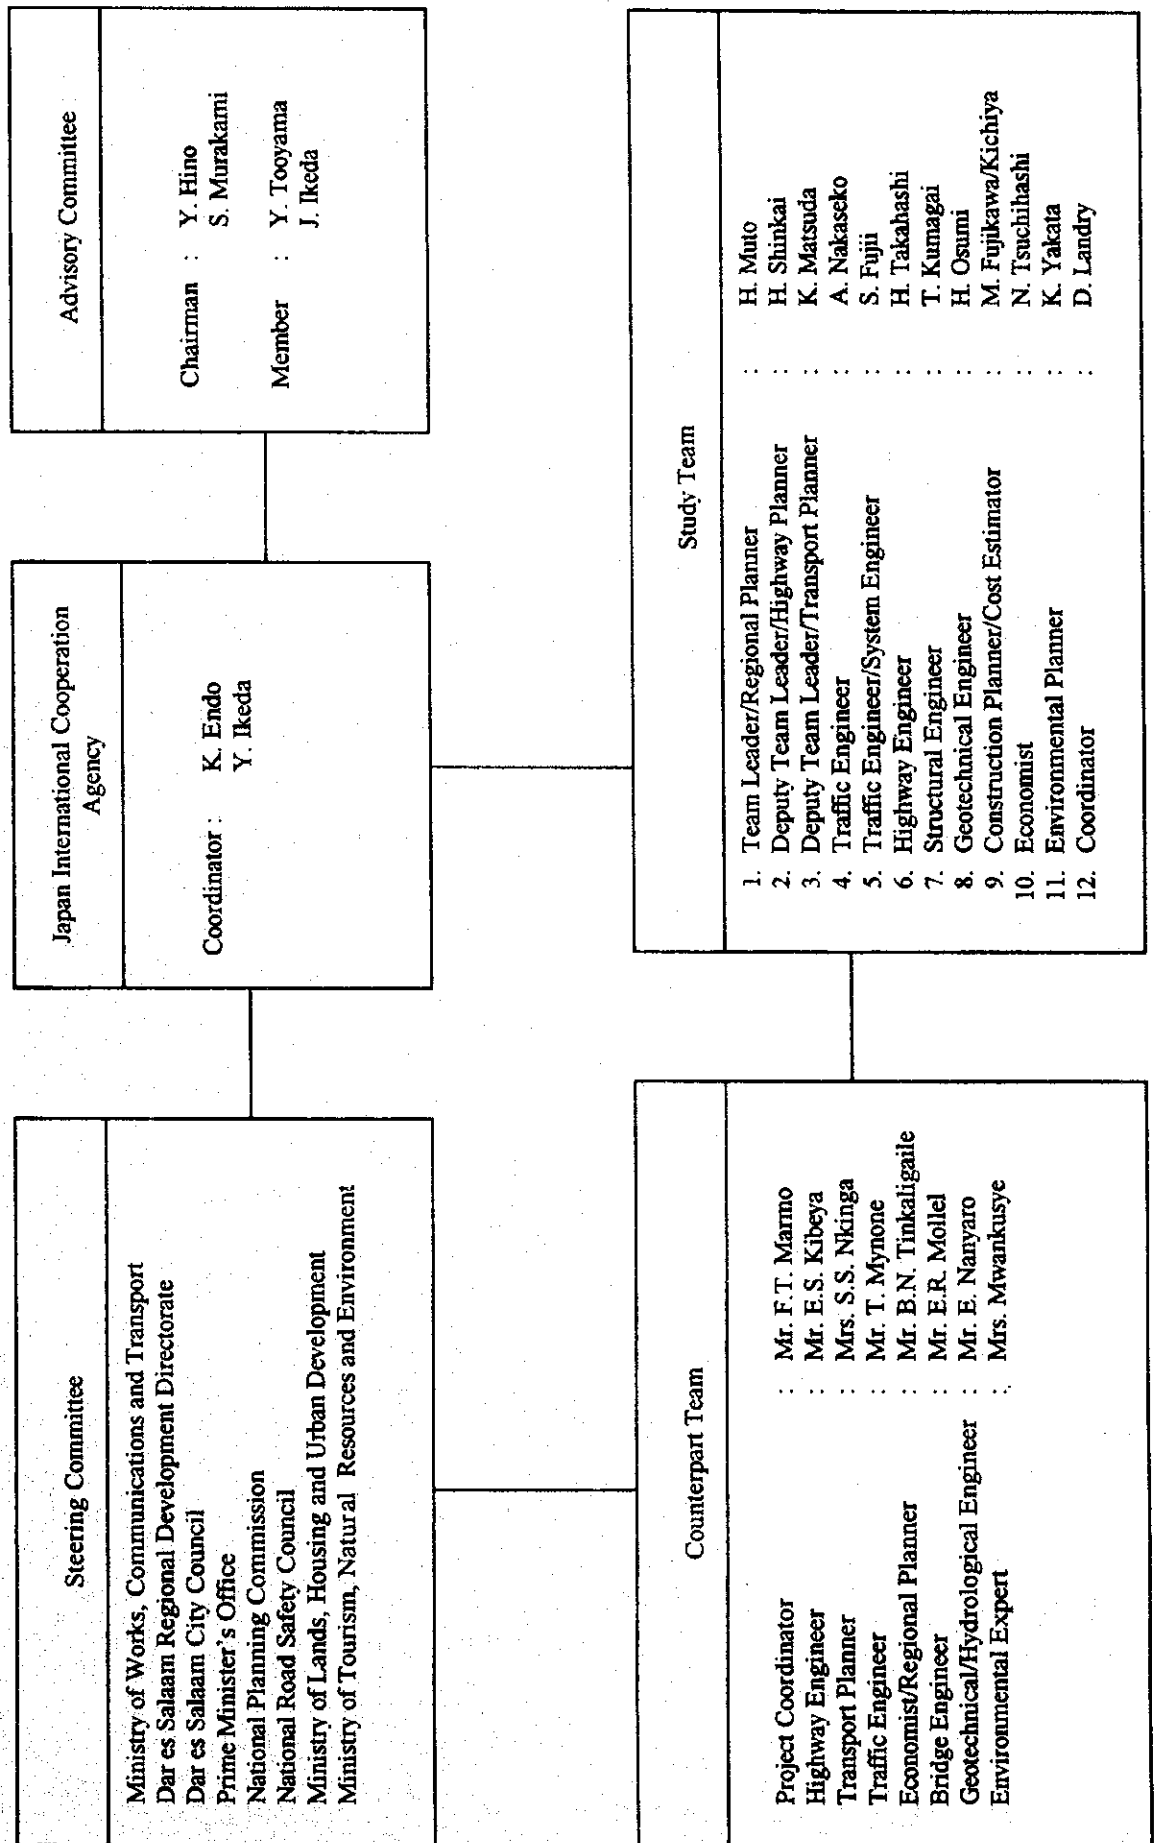 Steering Committee
Ministry of Works, Communications and Transport
Dar es Salaam Regional Development Directorate
Dar es Salaam City Council
Prime Minister's Office
National Planning Commission
National Road Safety Council
Ministry of Lands, Housing and Urban Development
Ministry of Tourism, Natural Resources and Environment
Japan International Cooperation
Agency
Coordinator : K. Endo
Y. Ikeda
Advisory Committee
Chairman : Y. Hino
S. Murakami
Member : Y. Tooyama
J. Ikeda
Counterpart Team
Project Coordinator : Mr. F.T. Marmo
Highway Engineer : Mr. E.S. Kibeya
Transport Planner : Mrs. S.S. Nkinga
Traffic Engineer : Mr. T. Mynone
Economist/Regional Planner : Mr. B.N. Tinkaligaile
Bridge Engineer : Mr. E.R. Mollel
Geotechnical/Hydrological Engineer : Mr. E. Nanyaro
Environmental Expert : Mrs. Mwankusye
Study Team
1. Team Leader/Regional Planner : H. Muto
2. Deputy Team Leader/Highway Planner : H. Shinkai
3. Deputy Team Leader/Transport Planner : K. Matsuda
4. Traffic Engineer : A. Nakaseko
5. Traffic Engineer/System Engineer : S. Fujii
6. Highway Engineer : H. Takahashi
7. Structural Engineer : T. Kumagai
8. Geotechnical Engineer : H. Osumi
9. Construction Planner/Cost Estimator : M. Fujikawa/Kichiya
10. Economist : N. Tsuchihashi
11. Environmental Planner : K. Yakata
12. Coordinator : D. Landry